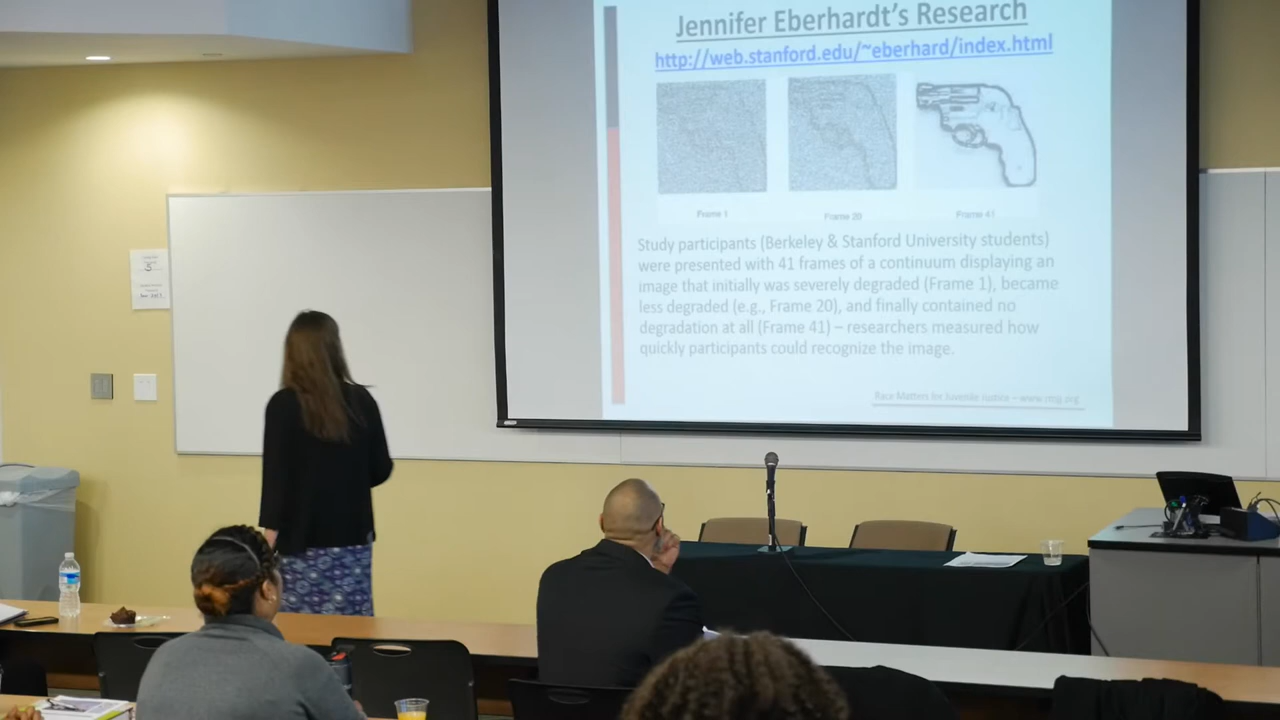 Jennifer Eberhardt's Research
http://web.stanford.edu/~eberhard/index.html
Frame 1
Frame 20
Frame 41
Study participants (Berkeley & Stanford University students)
were presented with 41 frames of a continuum displaying an
image that initially was severely degraded (Frame 1), became
less degraded (e.g., Frame 20), and finally contained no
degradation at all (Frame 41) – researchers measured how
quickly participants could recognize the image.
Race Matters for Juvenile Justice – www.rmjj.org
5